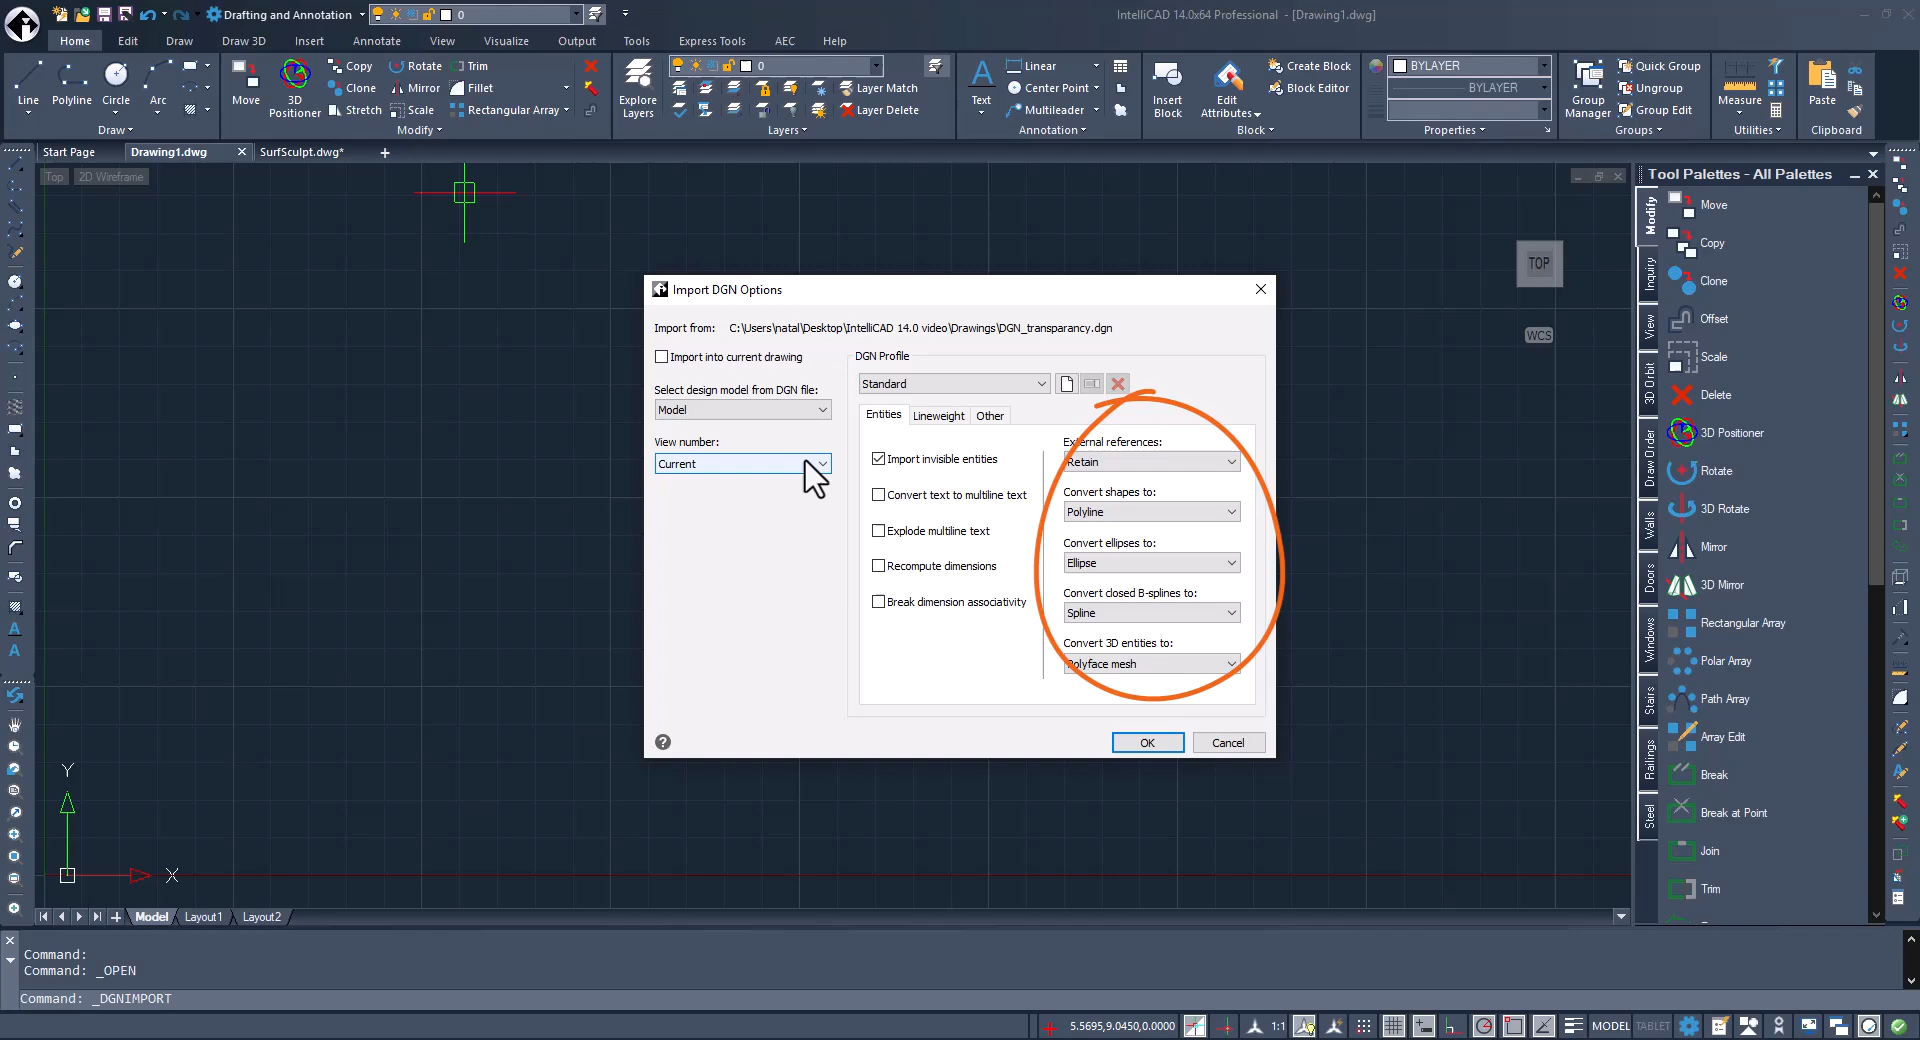 Drafting and Annotation
0
IntelliCAD 14.0x64 Professional - [Drawing1.dwg]
Home
Edit
Draw
Draw 3D
Insert
Annotate
View
Visualize
Output
Tools
Express Tools
AEC
Help
Line
Polyline
Circle
Arc
Draw
Move
3D
Positioner
Copy
Clone
Stretch
Rotate
Mirror
Scale
Trim
Fillet
Rectangular Array
Modify
Explore
Layers
0
Layer Match
Layer Delete
Layers
Text
Linear
Center Point
Multileader
Annotation
Insert
Block
Edit
Attributes
Create Block
Block Editor
Block
BYLAYER
BYLAYER
Properties
Group
Manager
Quick Group
Ungroup
Group Edit
Groups
Measure
Utilities
Paste
Clipboard
Start Page
Drawing1.dwg
SurfSculpt.dwg*
Top
2D Wireframe
TOP
WCS
Import DGN Options
Import from: C:\Users\natal\Desktop\IntelliCAD 14.0 video\Drawings\DGN_transparancy.dgn
Import into current drawing
Select design model from DGN file:
Model
View number:
Current
DGN Profile
Standard
Entities
Lineweight
Other
Import invisible entities
Convert text to multiline text
Explode multiline text
Recompute dimensions
Break dimension associativity
External references:
Retain
Convert shapes to:
Polyline
Convert ellipses to:
Ellipse
Convert closed B-splines to:
Spline
Convert 3D entities to:
Polyface mesh
OK
Cancel
Tool Palettes - All Palettes
Modify
Inquiry
View
3D Orbit
Draw Order
Walls
Doors
Windows
Stairs
Railings
Steel
Move
Copy
Clone
Offset
Scale
Delete
3D Positioner
Rotate
3D Rotate
Mirror
3D Mirror
Rectangular Array
Polar Array
Path Array
Array Edit
Break
Break at Point
Join
Trim
Y
X
Model
Layout1
Layout2
Command:
Command: _OPEN
Command: _DGNIMPORT
5.5695,9.0450,0.0000
1:1
MODEL
TABLET